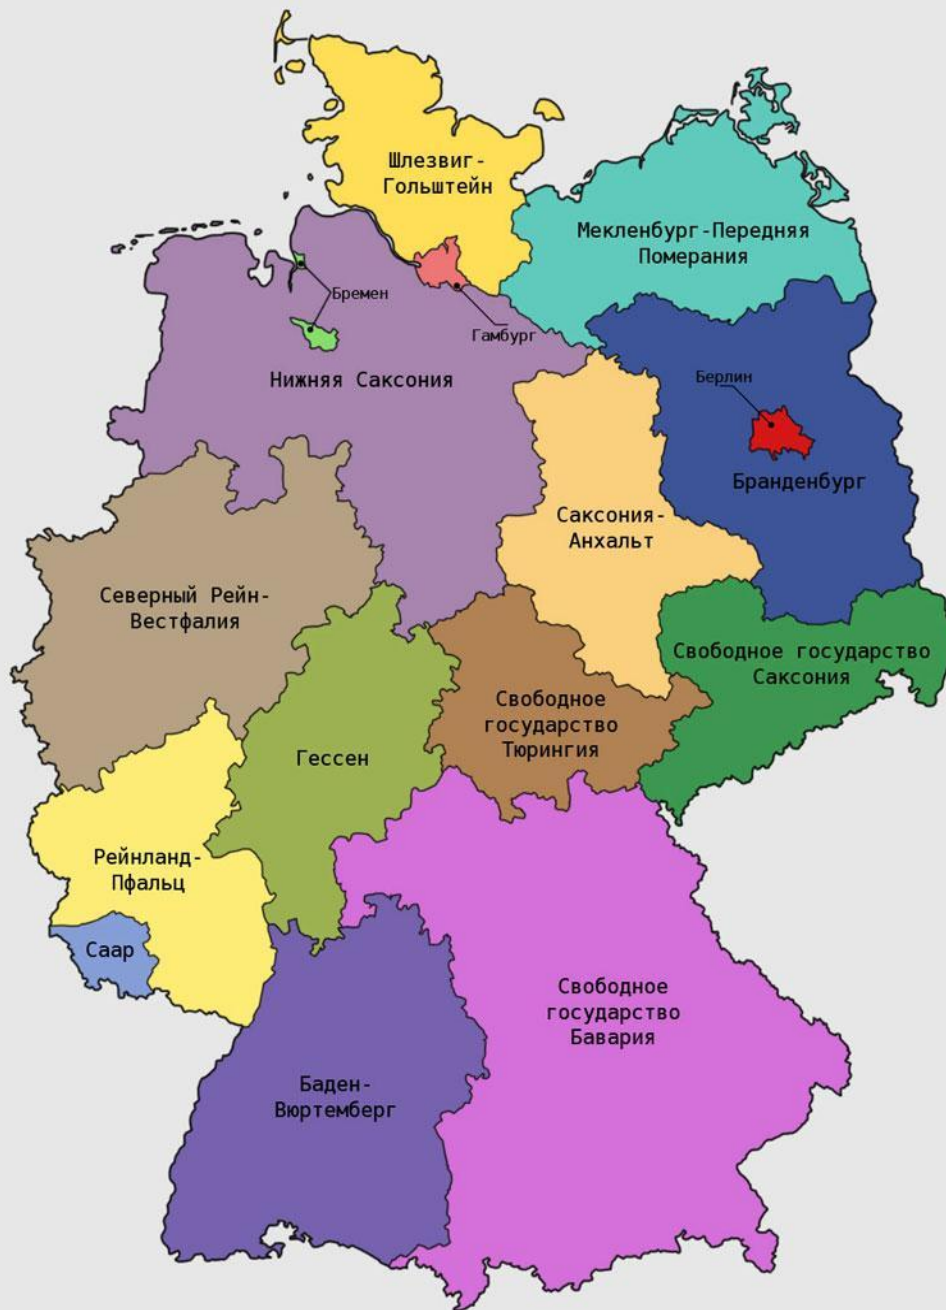 Шлезвиг-
Гольштейн
Мекленбург-Передняя
Померания
Бремен
Гамбург
Нижняя Саксония
Берлин
Бранденбург
Саксония-
Анхальт
Северный Рейн-
Вестфалия
Свободное государство
Саксония
Свободное
государство
Тюрингия
Гессен
Рейнланд-
Пфальц
Саар
Свободное
государство
Бавария
Баден-
Вюртемберг